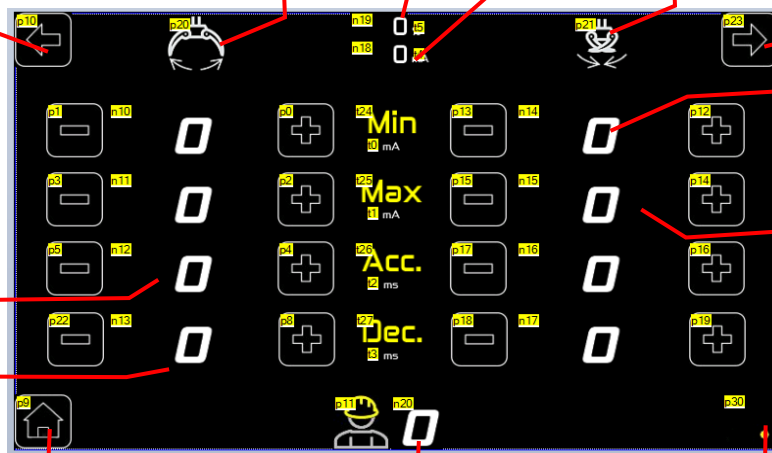 p10 p20 n19 0 t5 p21 p23
n18 0
p1 n10 0 p0 t24 Min p13 n14 0 p12
t0 mA
p3 n11 0 p2 t25 Max p15 n15 0 p14
t1 mA
p5 n12 0 p4 t26 Acc. p17 n16 0 p16
t2 ms
p22 n13 0 p8 t27 Dec. p18 n17 0 p19
t3 ms
p9 p11 n20 0 p30